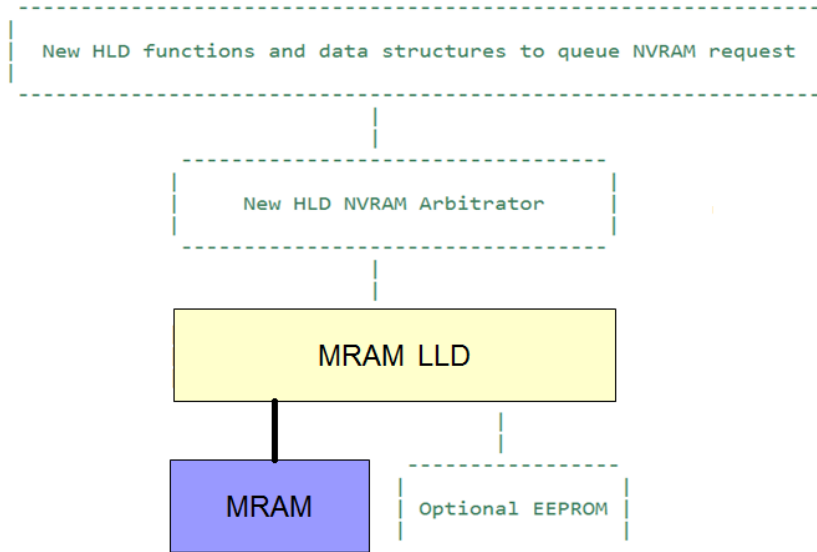 New HLD functions and data structures to queue NVRAM request
New HLD NVRAM Arbitrator
MRAM LLD
MRAM
Optional EEPROM